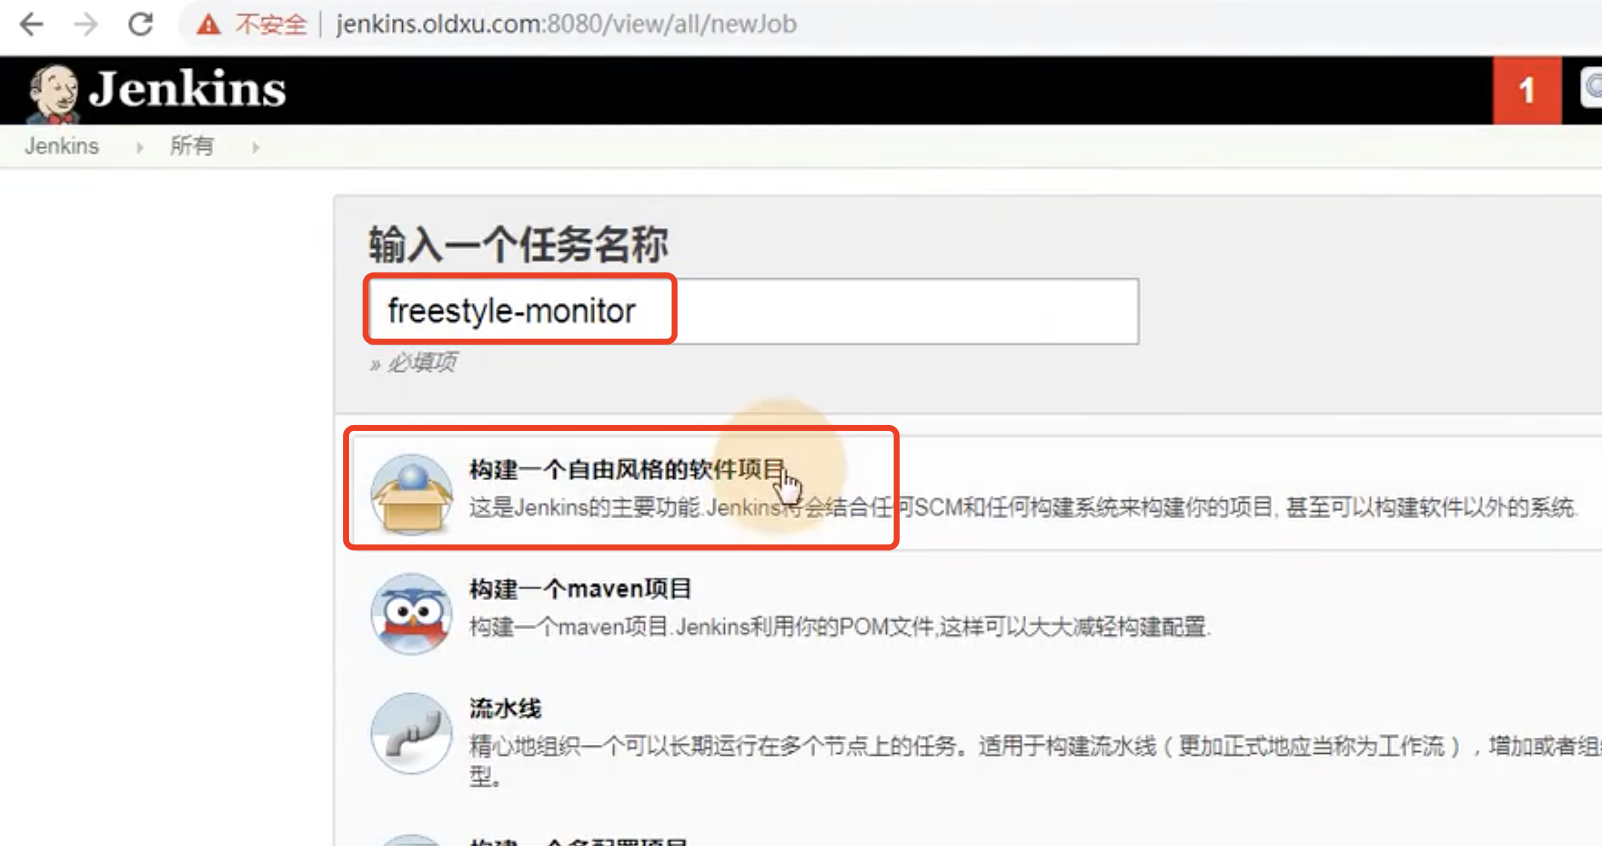 不安全 jenkins.oldxu.com:8080/view/all/newJob
Jenkins 1
Jenkins 所有
输入一个任务名称
freestyle-monitor
» 必填项
构建一个自由风格的软件项目
这是Jenkins的主要功能.Jenkins将会结合任何SCM和任何构建系统来构建你的项目, 甚至可以构建软件以外的系统.
构建一个maven项目
构建一个maven项目.Jenkins利用你的POM文件,这样可以大大减轻构建配置.
流水线
精心地组织一个可以长期运行在多个节点上的任务。适用于构建流水线（更加正式地应当称为工作流），增加或者组
型。
构建一个多配置项目